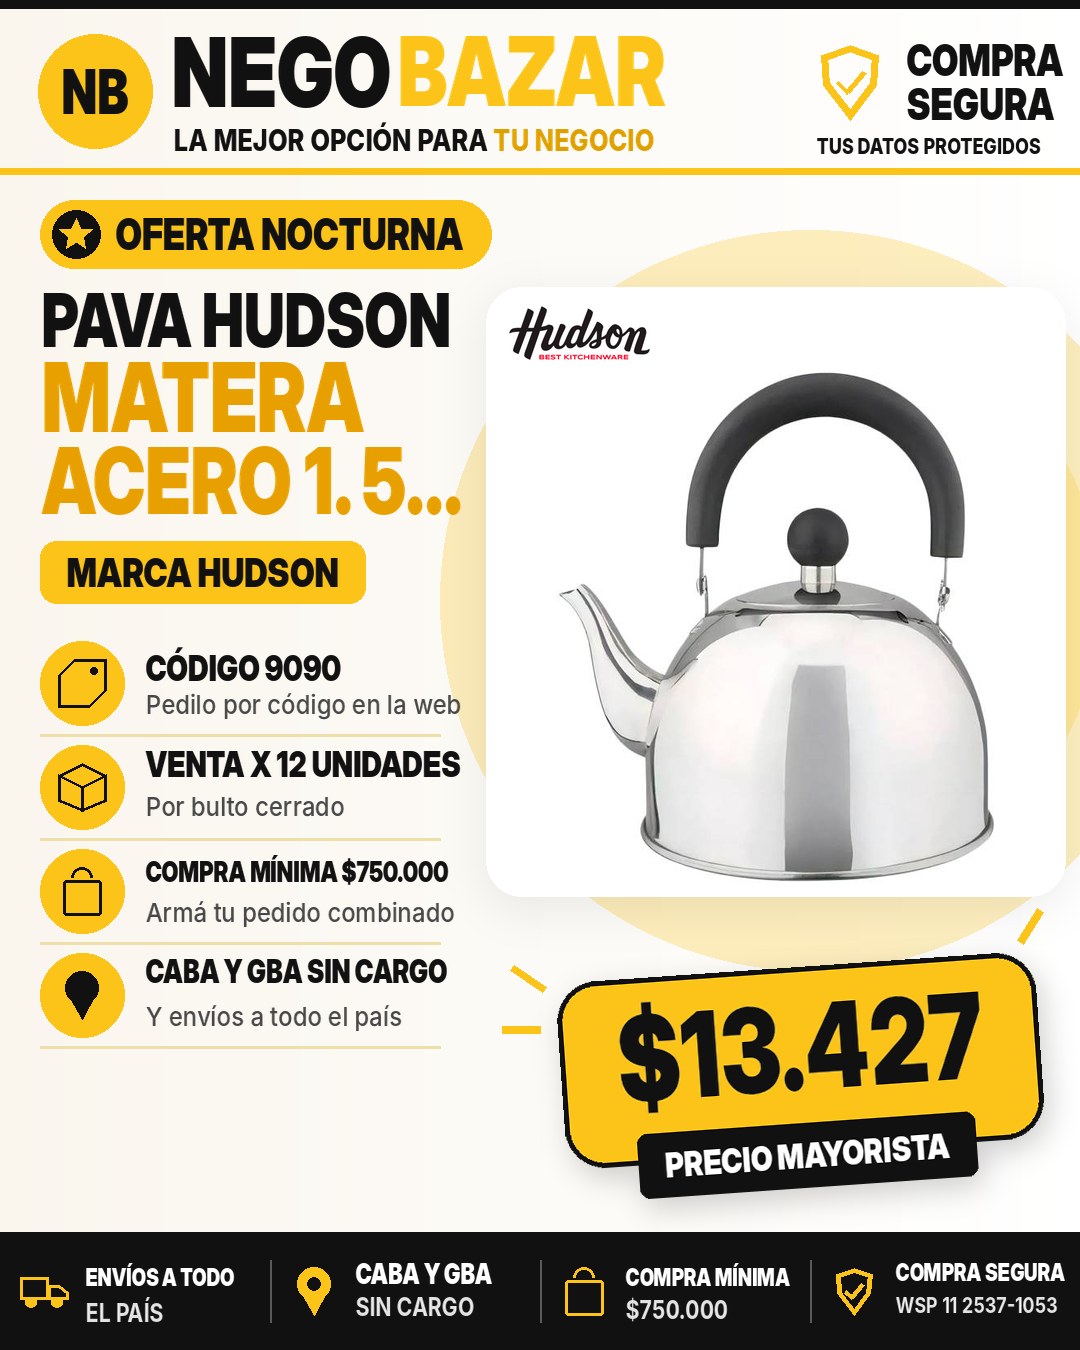 NB
NEGOBAZAR
LA MEJOR OPCIÓN PARA TU NEGOCIO
COMPRA
SEGURA
TUS DATOS PROTEGIDOS
OFERTA NOCTURNA
PAVA HUDSON
MATERA
ACERO 1. 5...
MARCA HUDSON
CÓDIGO 9090
Pedilo por código en la web
VENTA X 12 UNIDADES
Por bulto cerrado
COMPRA MÍNIMA $750.000
Armá tu pedido combinado
CABA Y GBA SIN CARGO
Y envíos a todo el país
Hudson
BEST KITCHENWARE
$13.427
PRECIO MAYORISTA
ENVÍOS A TODO
EL PAÍS
CABA Y GBA
SIN CARGO
COMPRA MÍNIMA
$750.000
COMPRA SEGURA
WSP 11 2537-1053